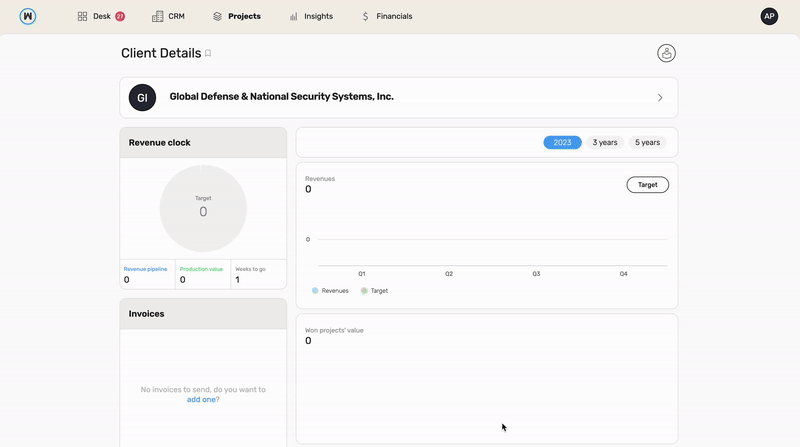 W
Desk 27
CRM
Projects
Insights
$ Financials
AP
Client Details
GI
Global Defense & National Security Systems, Inc.
Revenue clock
Target
0
Revenue pipeline
0
Production value
0
Weeks to go
1
Invoices
No invoices to send, do you want to
add one?
2023
3 years
5 years
Revenues
0
Target
0
Q1 Q2 Q3 Q4
Revenues Target
Won projects' value
0